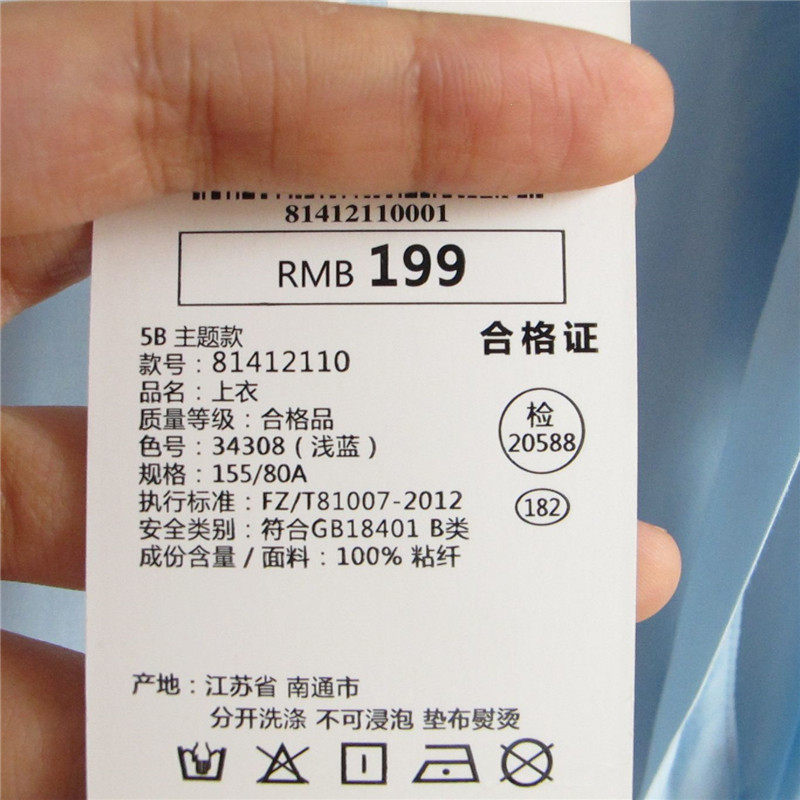 81412110001
RMB 199
合格证
5B 主题款
款号：81412110
品名：上衣
质量等级：合格品
色号：34308（浅蓝）
规格：155/80A
执行标准：FZ/T81007-2012
安全类别：符合GB18401 B类
成份含量 / 面料：100% 粘纤
检
20588
182
产地：江苏省 南通市
分开洗涤 不可浸泡 垫布熨烫